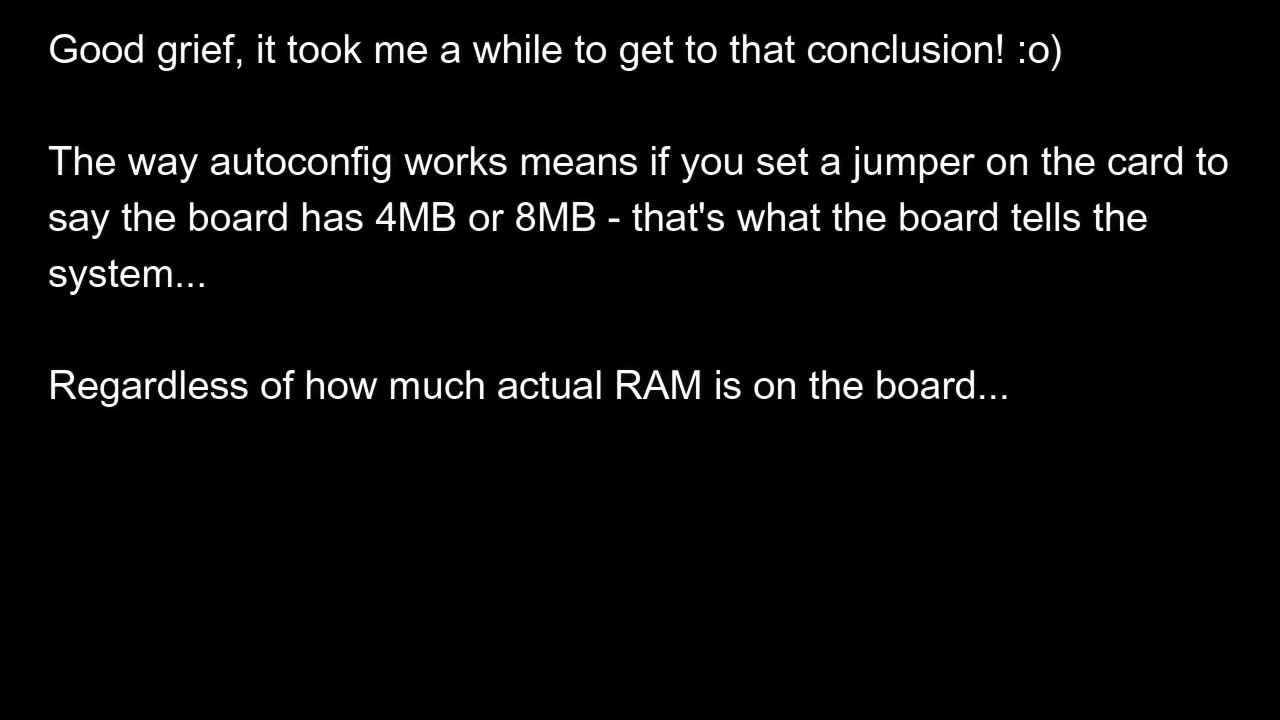 Good grief, it took me a while to get to that conclusion! :o)
The way autoconfig works means if you set a jumper on the card to
say the board has 4MB or 8MB - that's what the board tells the
system...
Regardless of how much actual RAM is on the board...